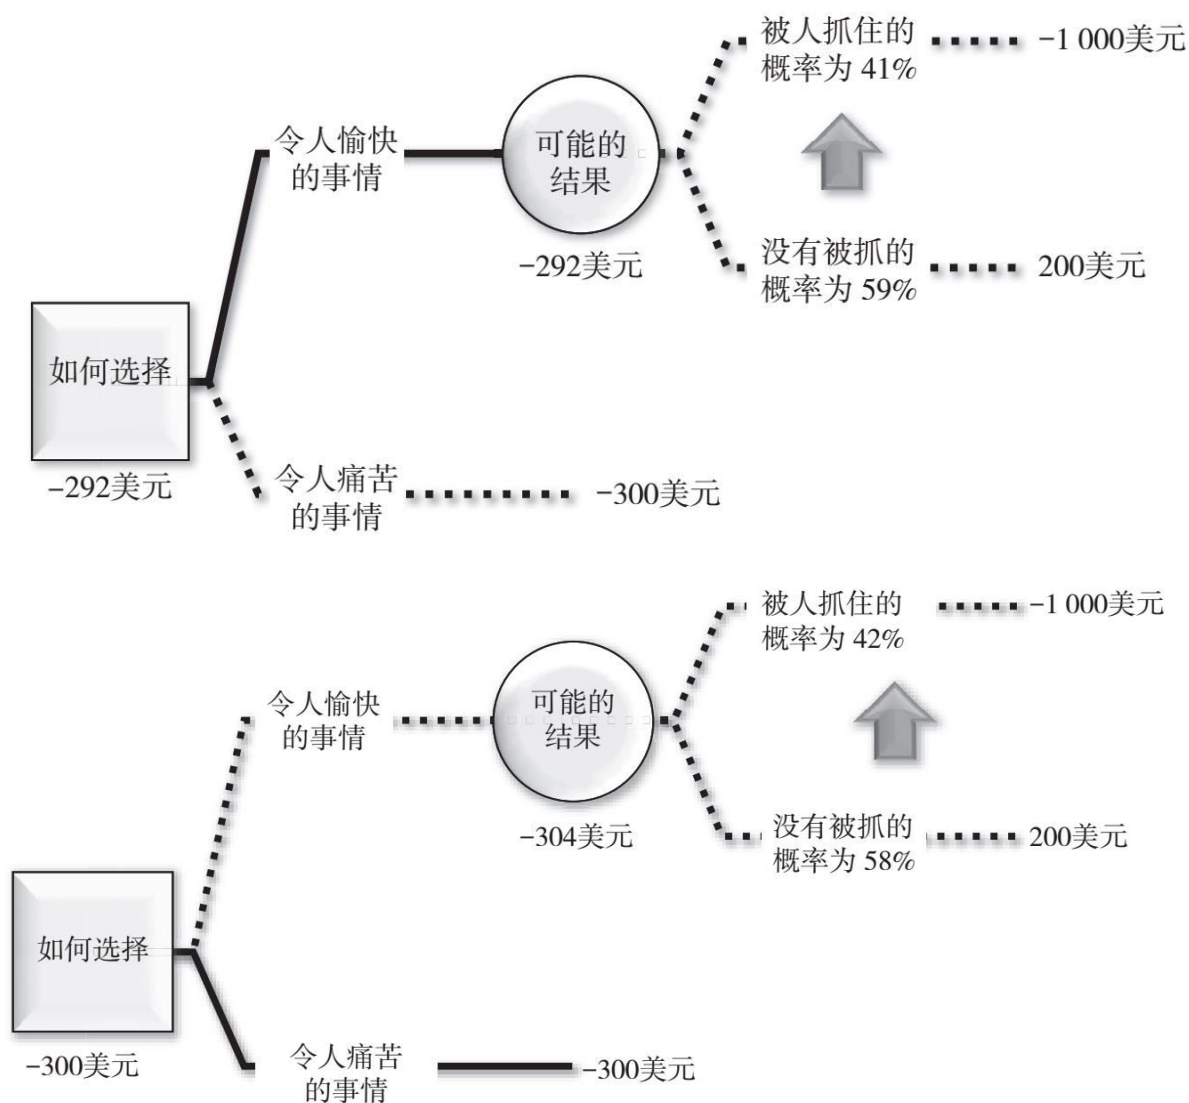 被人抓住的
概率为 41%
-1 000美元
令人愉快
的事情
可能的
结果
-292美元
没有被抓的
概率为 59%
200美元
如何选择
-292美元
令人痛苦
的事情
-300美元
被人抓住的
概率为 42%
-1 000美元
令人愉快
的事情
可能的
结果
-304美元
没有被抓的
概率为 58%
200美元
如何选择
-300美元
令人痛苦
的事情
-300美元